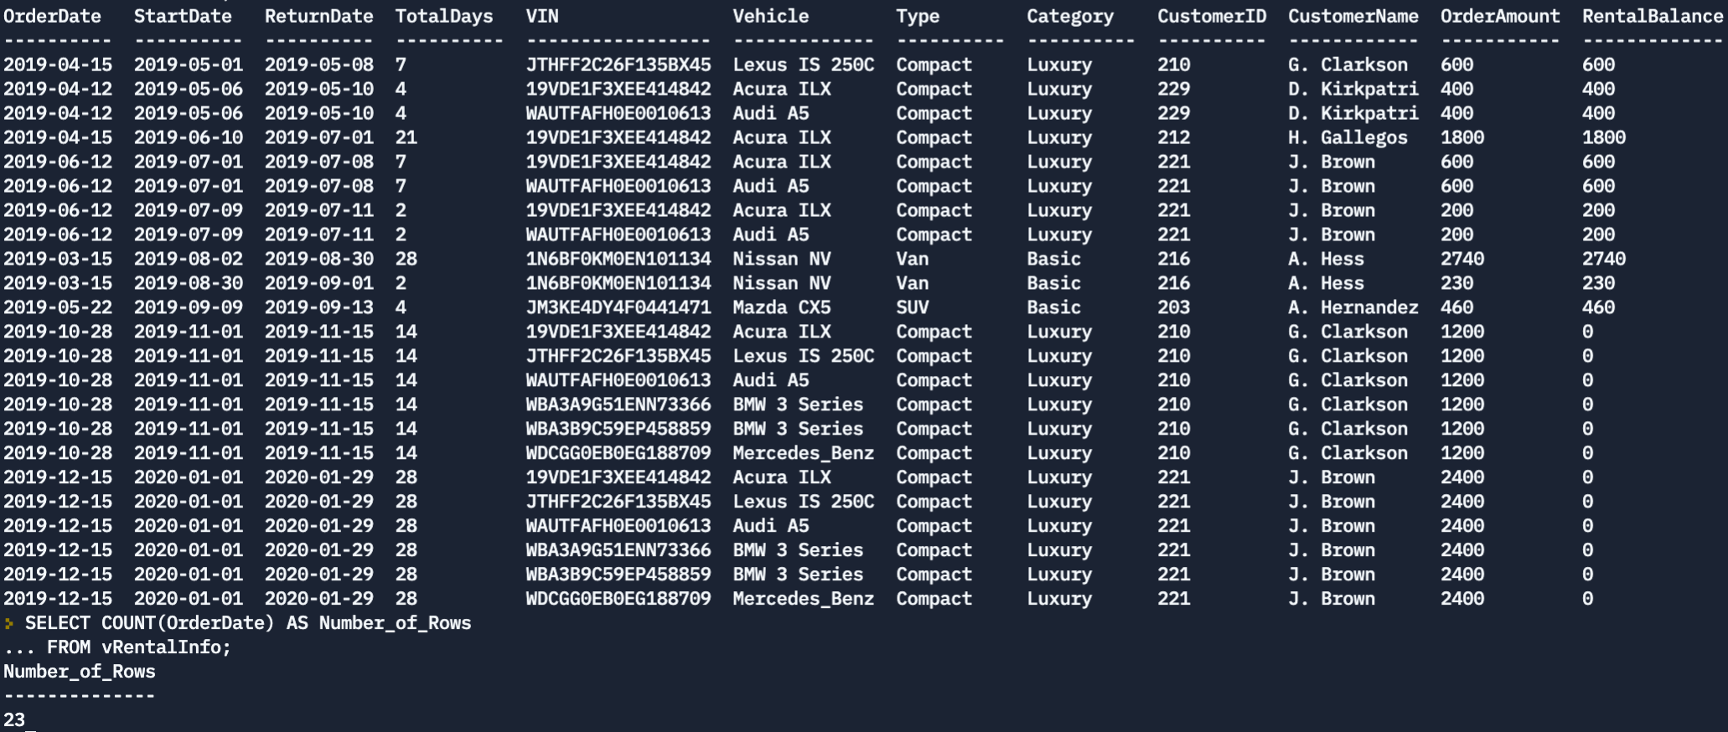 OrderDate   StartDate   ReturnDate  TotalDays   VIN                Vehicle        Type        Category    CustomerID  CustomerName  OrderAmount  RentalBalance
----------  ----------  ----------  ----------  -----------------  -------------  ----------  ----------  ----------  ------------  -----------  -------------
2019-04-15  2019-05-01  2019-05-08  7           JTHFF2C26F135BX45  Lexus IS 250C  Compact     Luxury      210         G. Clarkson   600          600
2019-04-12  2019-05-06  2019-05-10  4           19VDE1F3XEE414842  Acura ILX      Compact     Luxury      229         D. Kirkpatri  400          400
2019-04-12  2019-05-06  2019-05-10  4           WAUTFAFH0E0010613  Audi A5        Compact     Luxury      229         D. Kirkpatri  400          400
2019-04-15  2019-06-10  2019-07-01  21          19VDE1F3XEE414842  Acura ILX      Compact     Luxury      212         H. Gallegos   1800         1800
2019-06-12  2019-07-01  2019-07-08  7           19VDE1F3XEE414842  Acura ILX      Compact     Luxury      221         J. Brown      600          600
2019-06-12  2019-07-01  2019-07-08  7           WAUTFAFH0E0010613  Audi A5        Compact     Luxury      221         J. Brown      600          600
2019-06-12  2019-07-09  2019-07-11  2           19VDE1F3XEE414842  Acura ILX      Compact     Luxury      221         J. Brown      200          200
2019-06-12  2019-07-09  2019-07-11  2           WAUTFAFH0E0010613  Audi A5        Compact     Luxury      221         J. Brown      200          200
2019-03-15  2019-08-02  2019-08-30  28          1N6BF0KM0EN101134  Nissan NV      Van         Basic       216         A. Hess       2740         2740
2019-03-15  2019-08-30  2019-09-01  2           1N6BF0KM0EN101134  Nissan NV      Van         Basic       216         A. Hess       230          230
2019-05-22  2019-09-09  2019-09-13  4           JM3KE4DY4F0441471  Mazda CX5      SUV         Basic       203         A. Hernandez  460          460
2019-10-28  2019-11-01  2019-11-15  14          19VDE1F3XEE414842  Acura ILX      Compact     Luxury      210         G. Clarkson   1200         0
2019-10-28  2019-11-01  2019-11-15  14          JTHFF2C26F135BX45  Lexus IS 250C  Compact     Luxury      210         G. Clarkson   1200         0
2019-10-28  2019-11-01  2019-11-15  14          WAUTFAFH0E0010613  Audi A5        Compact     Luxury      210         G. Clarkson   1200         0
2019-10-28  2019-11-01  2019-11-15  14          WBA3A9G51ENN73366  BMW 3 Series   Compact     Luxury      210         G. Clarkson   1200         0
2019-10-28  2019-11-01  2019-11-15  14          WBA3B9C59EP458859  BMW 3 Series   Compact     Luxury      210         G. Clarkson   1200         0
2019-10-28  2019-11-01  2019-11-15  14          WDCGG0EB0EG188709  Mercedes_Benz  Compact     Luxury      210         G. Clarkson   1200         0
2019-12-15  2020-01-01  2020-01-29  28          19VDE1F3XEE414842  Acura ILX      Compact     Luxury      221         J. Brown      2400         0
2019-12-15  2020-01-01  2020-01-29  28          JTHFF2C26F135BX45  Lexus IS 250C  Compact     Luxury      221         J. Brown      2400         0
2019-12-15  2020-01-01  2020-01-29  28          WAUTFAFH0E0010613  Audi A5        Compact     Luxury      221         J. Brown      2400         0
2019-12-15  2020-01-01  2020-01-29  28          WBA3A9G51ENN73366  BMW 3 Series   Compact     Luxury      221         J. Brown      2400         0
2019-12-15  2020-01-01  2020-01-29  28          WBA3B9C59EP458859  BMW 3 Series   Compact     Luxury      221         J. Brown      2400         0
2019-12-15  2020-01-01  2020-01-29  28          WDCGG0EB0EG188709  Mercedes_Benz  Compact     Luxury      221         J. Brown      2400         0
> SELECT COUNT(OrderDate) AS Number_of_Rows
... FROM vRentalInfo;
Number_of_Rows
--------------
23